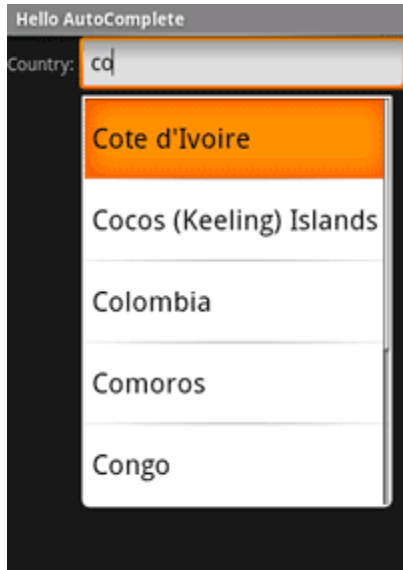 Hello AutoComplete
Country: co
Cote d'Ivoire
Cocos (Keeling) Islands
Colombia
Comoros
Congo